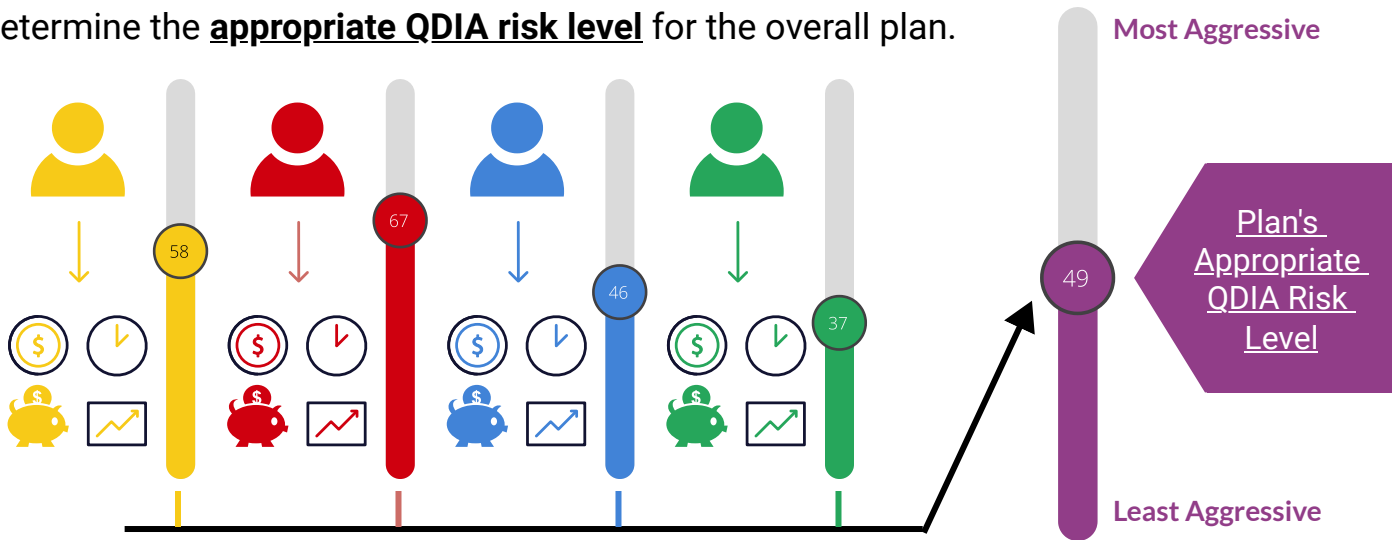 etermine the appropriate QDIA risk level for the overall plan.
Most Aggressive
58
67
46
37
49
Plan's
Appropriate
QDIA Risk
Level
$
$
$
$
$
$
$
$
Least Aggressive